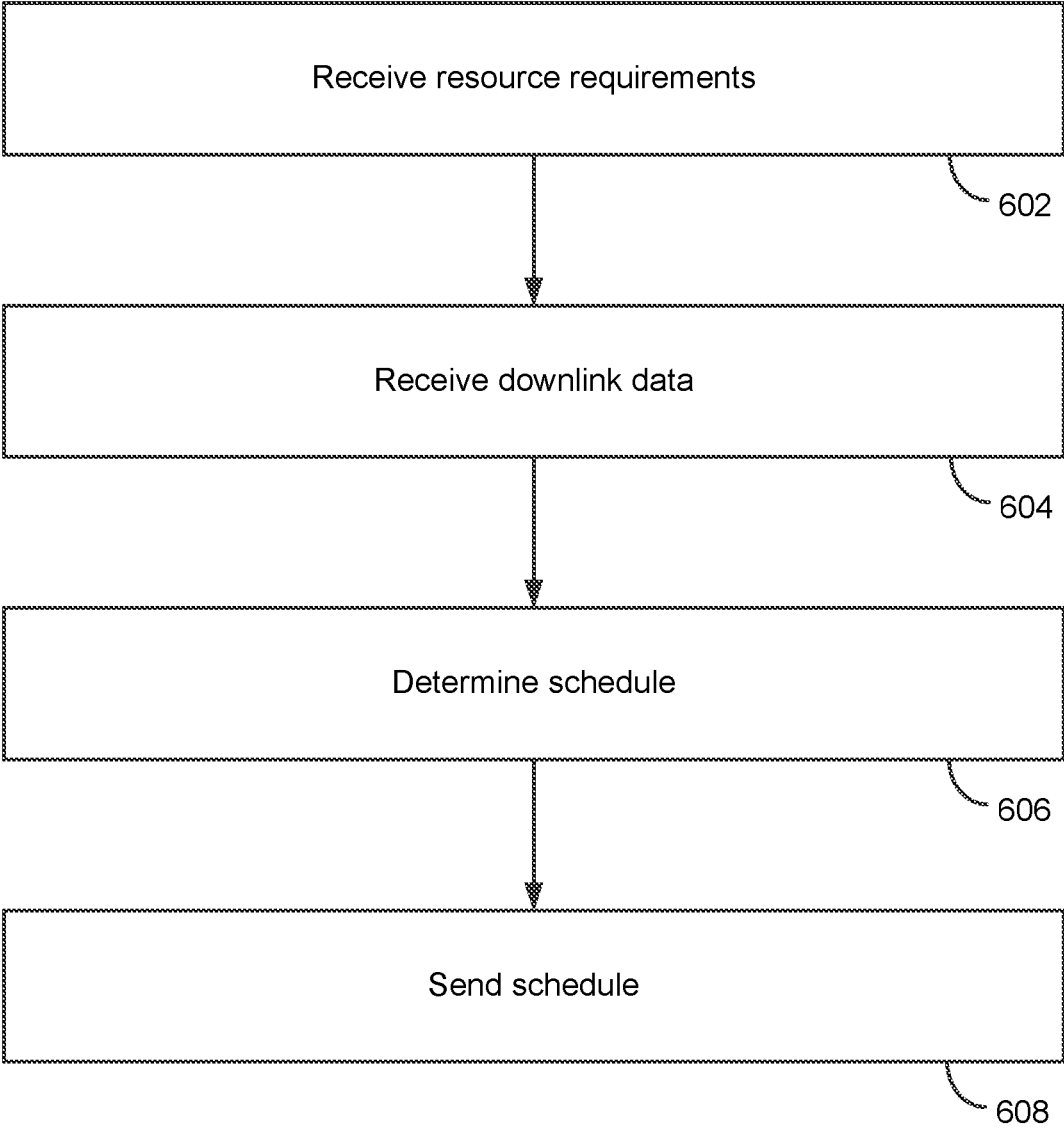 Receive resource requirements
602
Receive downlink data
604
Determine schedule
606
Send schedule
608